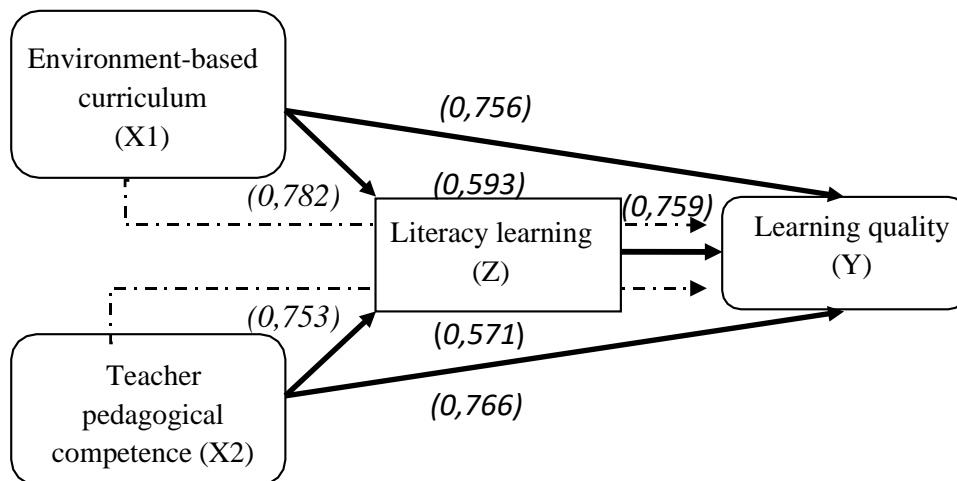 Environment-based
curriculum
(X1)
(0,756)
(0,782)
(0,593)
(0,759)
Literacy learning
(Z)
Learning quality
(Y)
(0,753)
(0,571)
Teacher
pedagogical
competence (X2)
(0,766)